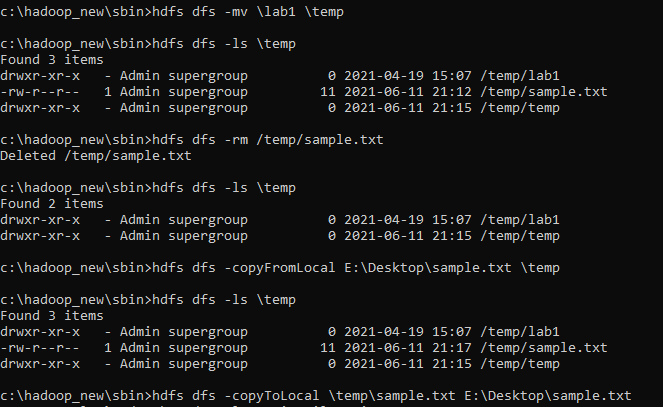 c:\hadoop_new\sbin>hdfs dfs -mv \lab1 \temp
c:\hadoop_new\sbin>hdfs dfs -ls \temp
Found 3 items
drwxr-xr-x   - Admin supergroup          0 2021-04-19 15:07 /temp/lab1
-rw-r--r--   1 Admin supergroup         11 2021-06-11 21:12 /temp/sample.txt
drwxr-xr-x   - Admin supergroup          0 2021-06-11 21:15 /temp/temp
c:\hadoop_new\sbin>hdfs dfs -rm /temp/sample.txt
Deleted /temp/sample.txt
c:\hadoop_new\sbin>hdfs dfs -ls \temp
Found 2 items
drwxr-xr-x   - Admin supergroup          0 2021-04-19 15:07 /temp/lab1
drwxr-xr-x   - Admin supergroup          0 2021-06-11 21:15 /temp/temp
c:\hadoop_new\sbin>hdfs dfs -copyFromLocal E:\Desktop\sample.txt \temp
c:\hadoop_new\sbin>hdfs dfs -ls \temp
Found 3 items
drwxr-xr-x   - Admin supergroup          0 2021-04-19 15:07 /temp/lab1
-rw-r--r--   1 Admin supergroup         11 2021-06-11 21:17 /temp/sample.txt
drwxr-xr-x   - Admin supergroup          0 2021-06-11 21:15 /temp/temp
c:\hadoop_new\sbin>hdfs dfs -copyToLocal \temp\sample.txt E:\Desktop\sample.txt